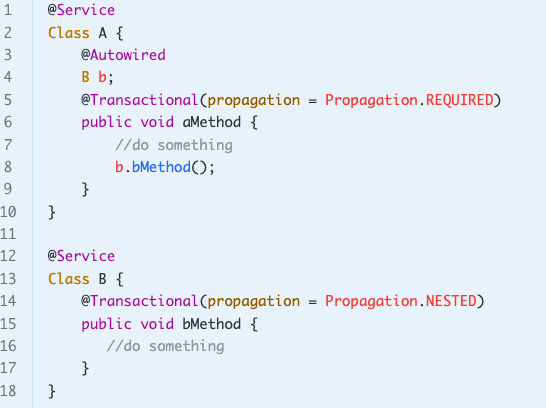 1 @Service
2 Class A {
3     @Autowired
4     B b;
5     @Transactional(propagation = Propagation.REQUIRED)
6     public void aMethod {
7         //do something
8         b.bMethod();
9     }
10 }
11
12 @Service
13 Class B {
14     @Transactional(propagation = Propagation.NESTED)
15     public void bMethod {
16        //do something
17     }
18 }